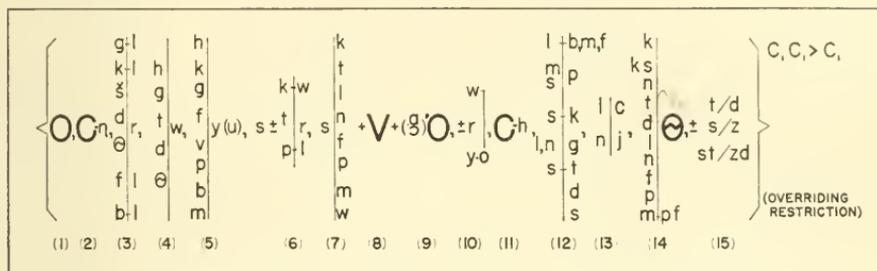 g-l h k l-b,m,f k C, C, > C,
k-l h k t m p k s
š g g k-w l s w l c n
d t f t n s-k n j t t/d
O, C-n, Θ r, d w, v y(u), s ± r, s f +V+(g/ʒ)O, ±r, C-h, l,n g, d Θ, ± s/z
f l Θ p p-l p y-o s-t l n st/zd
b m d f p
b-l m w s m-pf (OVERRIDING
RESTRICTION)
(1) (2) (3) (4) (5) (6) (7) (8) (9) (10) (11) (12) (13) (14) (15)